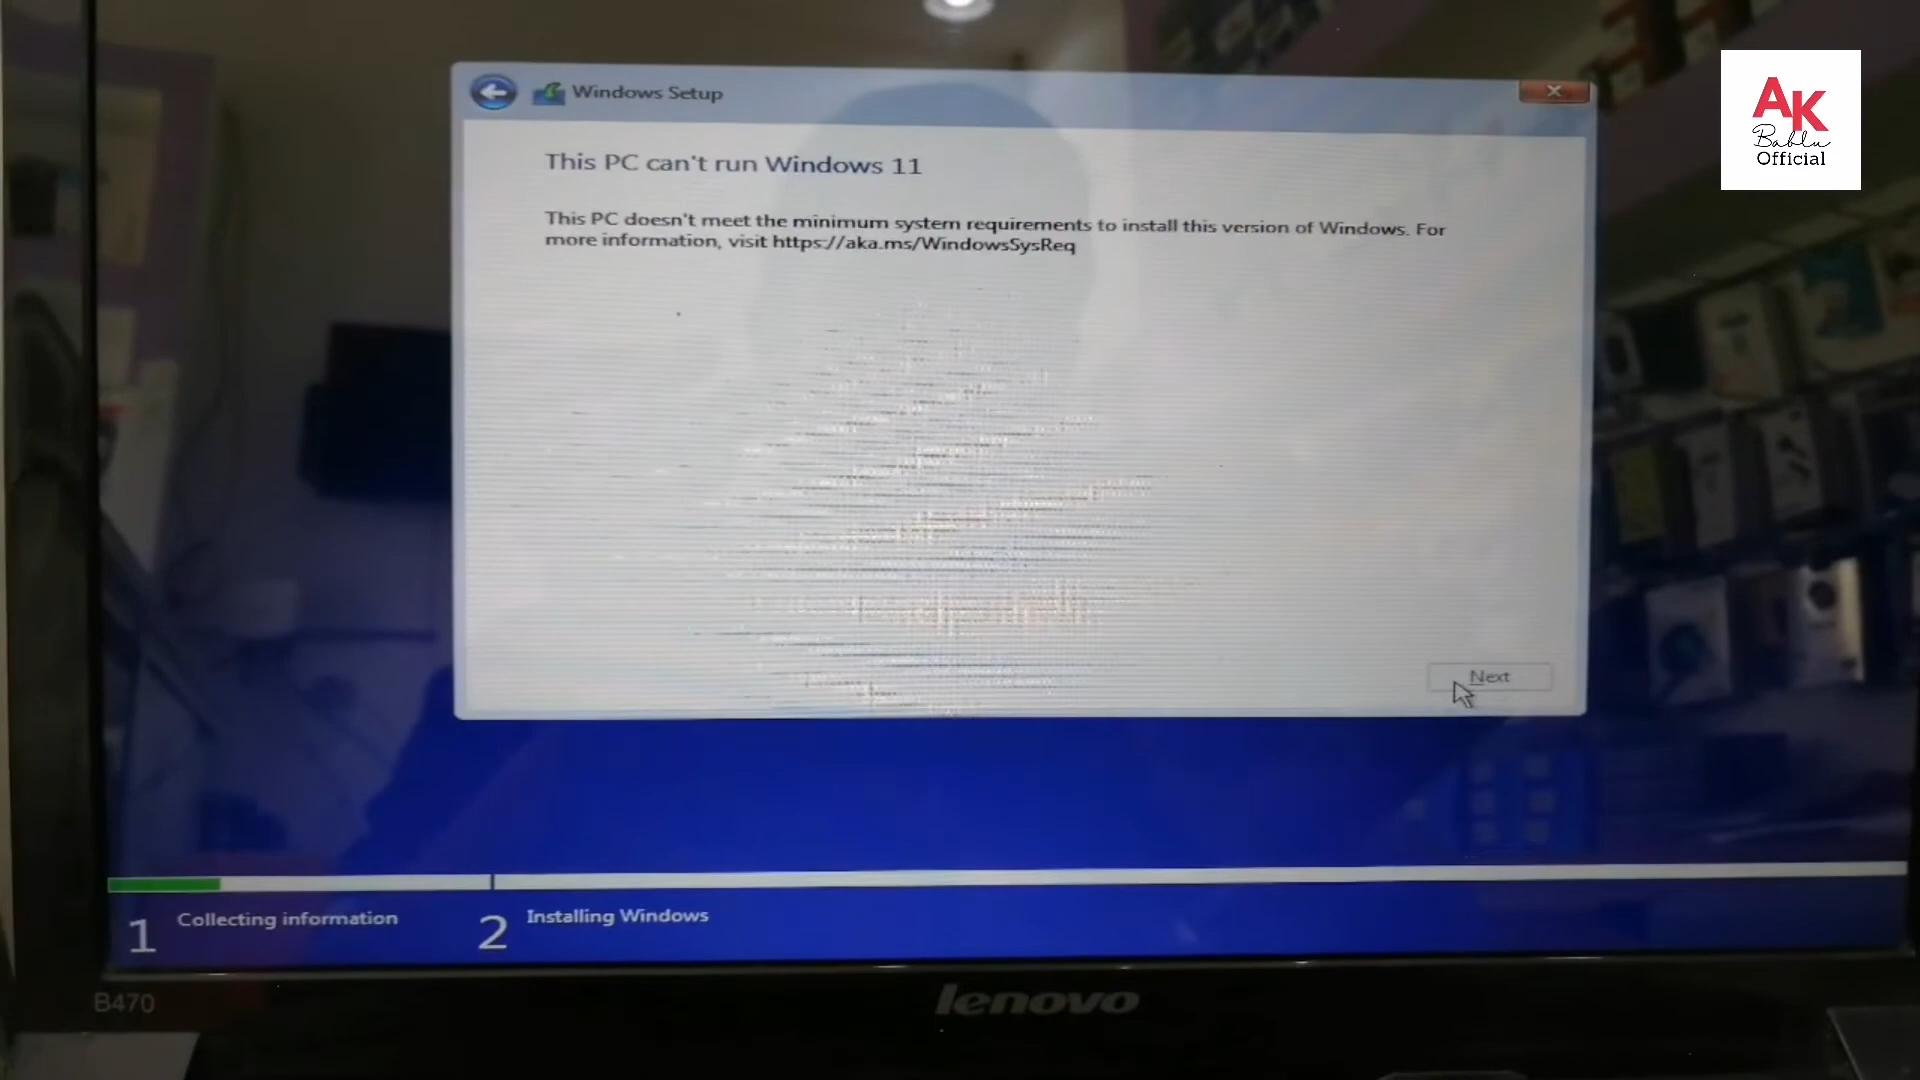 Windows Setup
AK
Bablu
Official
This PC can't run Windows 11
This PC doesn't meet the minimum system requirements to install this version of Windows. For
more information, visit https://aka.ms/WindowsSysReq
Next
1 Collecting information
2 Installing Windows
B470
lenovo